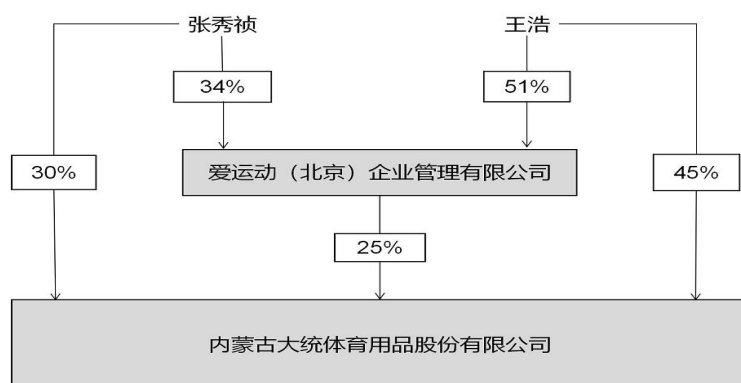 张秀祯
王浩
34%
51%
30%
爱运动（北京）企业管理有限公司
45%
25%
内蒙古大统体育用品股份有限公司